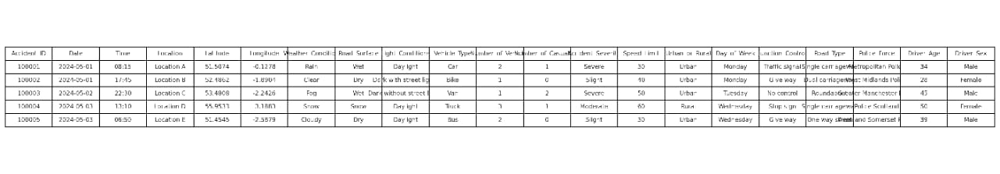 Accident ID Date Time Location Latitude Longitude Weather Conditio Road Surface ight Condition Vehicle Type umber of Vehi umber of Casua ccident Severit Speed Limit Urban or Rural Day of Week unction Contro Road Type Police Force Driver Age Driver Sex
100001 2024-05-01 08:15 Location A 51.5074 -0.1278 Rain Wet Daylight Car 2 1 Severe 30 Urban Monday Traffic signal Single carriagew Metropolitan Polic 34 Male
100002 2024-05-01 17:45 Location B 52.4862 -1.8904 Clear Dry Dark with street lig Bike 1 0 Slight 40 Urban Monday Give way Dual carriagew West Midlands Poli 28 Female
100003 2024-05-02 22:30 Location C 53.4808 -2.2426 Fog Wet Dark without street l Van 1 2 Severe 50 Urban Tuesday No control Roundabou Greater Manchester 45 Male
100004 2024-05-03 13:10 Location D 55.9533 3.1883 Snow Snow Daylight Truck 3 1 Moderate 60 Rural Wednesday Stop sign Single carriagew Police Scotland 50 Female
100005 2024-05-03 06:50 Location E 51.4545 -2.5879 Cloudy Dry Daylight Bus 2 0 Slight 30 Urban Wednesday Give way One way street and Somerset 39 Male